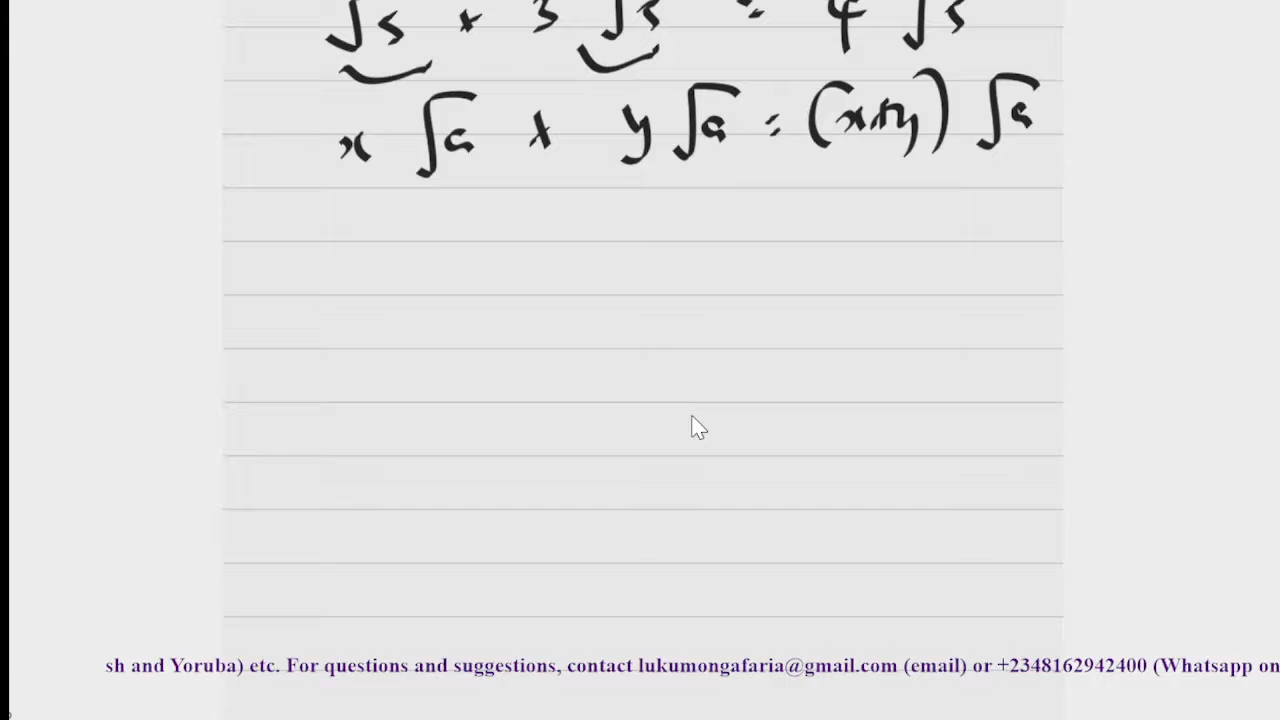 √5 + 3√5 = 4√5
x√a + y√a = (x+y)√a
sh and Yoruba) etc. For questions and suggestions, contact lukumongafaria@gmail.com (email) or +2348162942400 (Whatsapp on